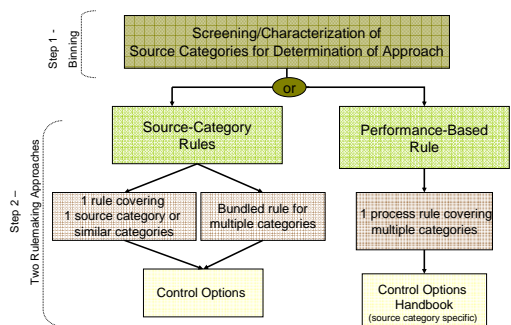 Step 1 -
Binning
Screening/Characterization of
Source Categories for Determination of Approach
or
Step 2 –
Two Rulemaking Approaches
Source-Category
Rules
Performance-Based
Rule
1 rule covering
1 source category or
similar categories
Bundled rule for
multiple categories
1 process rule covering
multiple categories
Control Options
Control Options
Handbook
(source category specific)